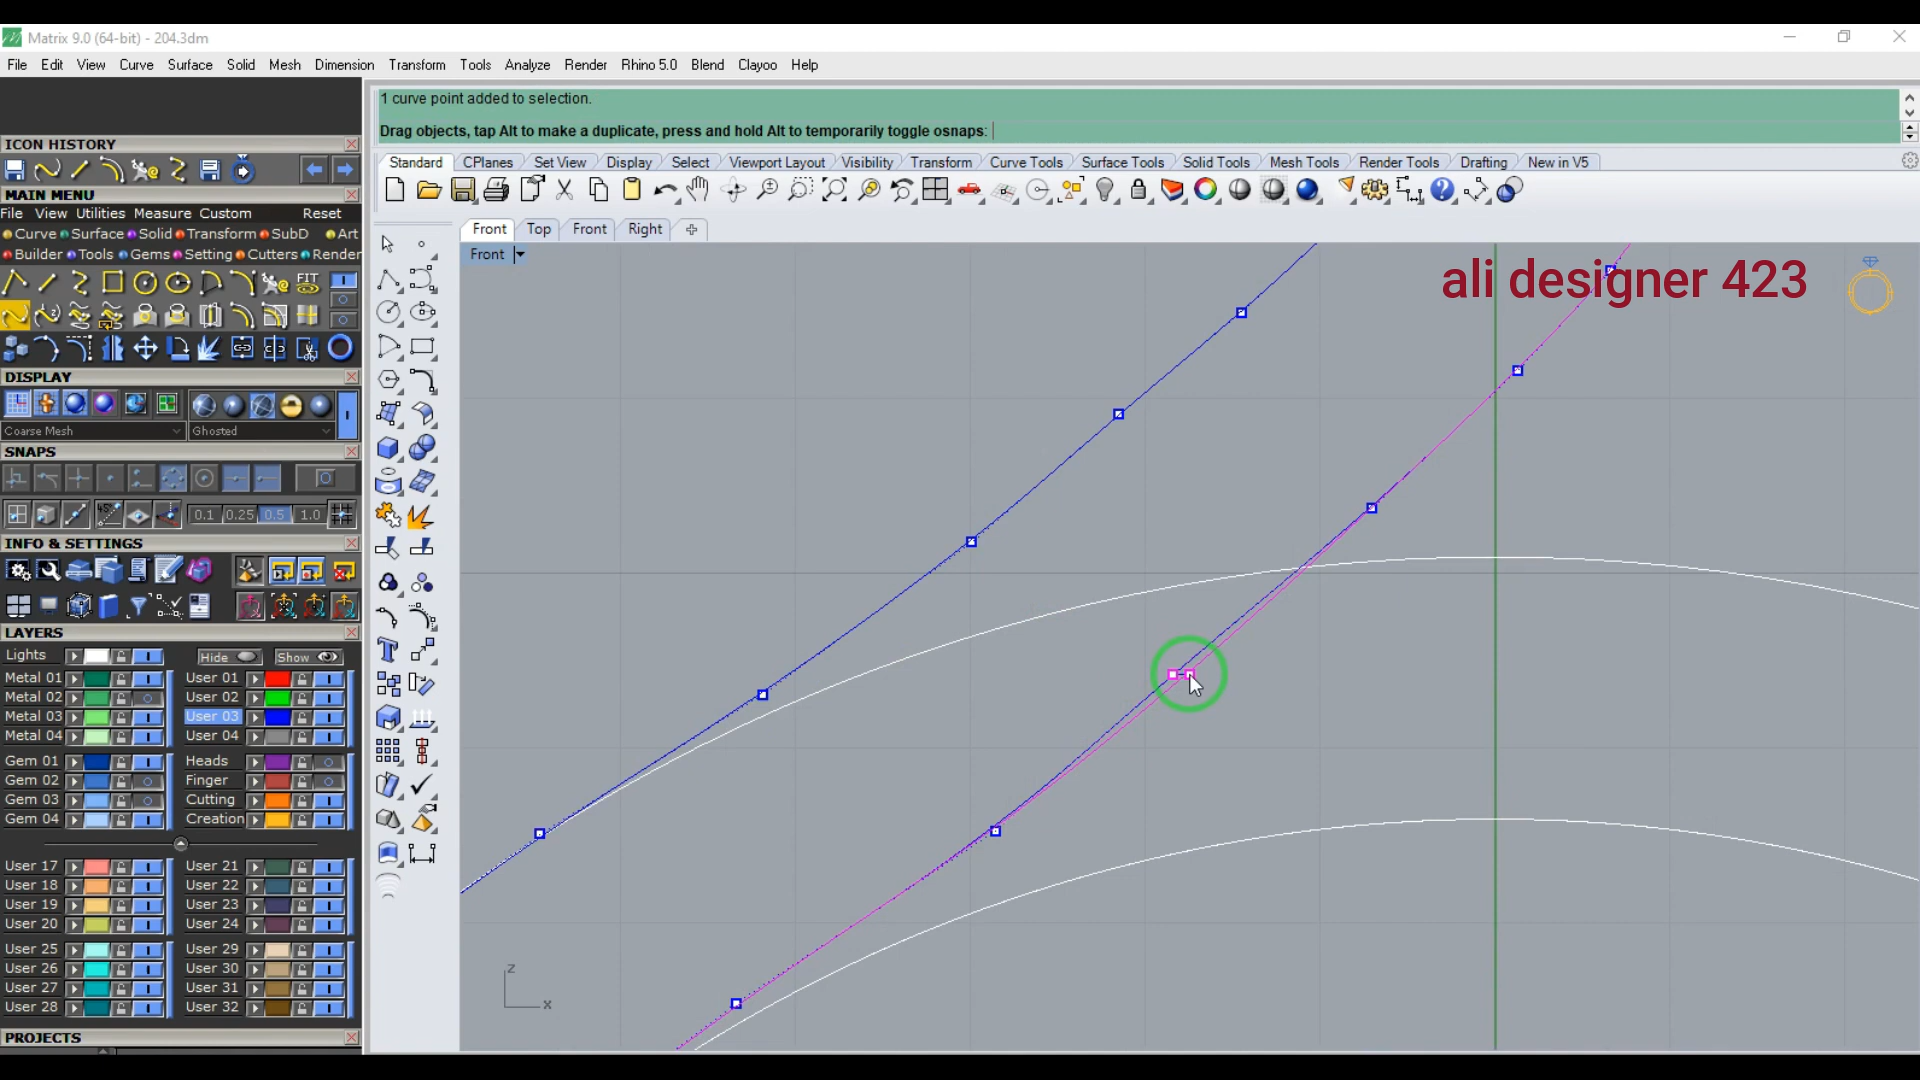 Matrix 9.0 (64-bit) - 204.3dm
File Edit View Curve Surface Solid Mesh Dimension Transform Tools Analyze Render Rhino 5.0 Blend Clayoo Help
1 curve point added to selection.
Drag objects, tap Alt to make a duplicate, press and hold Alt to temporarily toggle osnaps:
ICON HISTORY
Standard CPlanes Set View Display Select Viewport Layout Visibility Transform Curve Tools Surface Tools Solid Tools Mesh Tools Render Tools Drafting New in V5
MAIN MENU
File View Utilities Measure Custom Reset
Curve Surface Solid Transform SubD Art
Builder Tools Gems Setting Cutters Render
Front Top Front Right
Front
ali designer 423
FIT
DISPLAY
Coarse Mesh Ghosted
SNAPS
45°
0.1 0.25 0.5 1.0
INFO & SETTINGS
LAYERS
Lights Hide Show
Metal 01 User 01
Metal 02 User 02
Metal 03 User 03
Metal 04 User 04
Gem 01 Heads
Gem 02 Finger
Gem 03 Cutting
Gem 04 Creation
User 17 User 21
User 18 User 22
User 19 User 23
User 20 User 24
User 25 User 29
User 26 User 30
User 27 User 31
User 28 User 32
z
x
PROJECTS